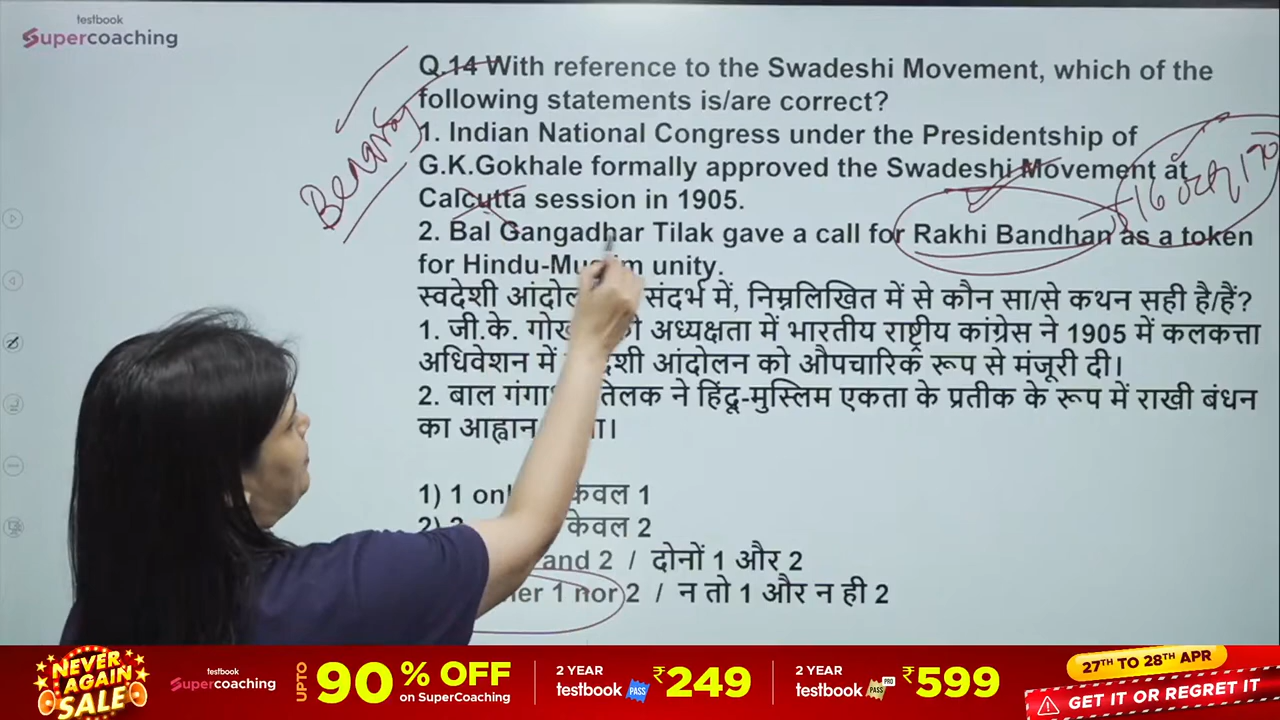 testbook
Supercoaching
Q.14 With reference to the Swadeshi Movement, which of the
following statements is/are correct?
1. Indian National Congress under the Presidentship of
G.K.Gokhale formally approved the Swadeshi Movement at
Calcutta session in 1905.
2. Bal Gangadhar Tilak gave a call for Rakhi Bandhan as a token
for Hindu-Muslim unity.
16 Oct
स्वदेशी संदर्भ में, निम्नलिखित में से कौन सा/से कथन सही है/हैं?
1. जी.के. अध्यक्षता में भारतीय राष्ट्रीय कांग्रेस ने 1905 में कलकत्ता
अधिवेशन में आंदोलन को औपचारिक रूप से मंजूरी दी।
2. बाल तिलक ने हिंदू-मुस्लिम एकता के प्रतीक के रूप में राखी बंधन
का आह्वान
1) 1 केवल 1
2) केवल 2
and 2 / दोनों 1 और 2
1 nor 2 / न तो 1 और न ही 2
NEVER
AGAIN
SALE
testbook
Supercoaching
UPTO 90% OFF
on SuperCoaching
2 YEAR
testbook PASS
₹249
2 YEAR
testbook PASS PRO
₹599
27TH TO 28TH APR
GET IT OR REGRET IT